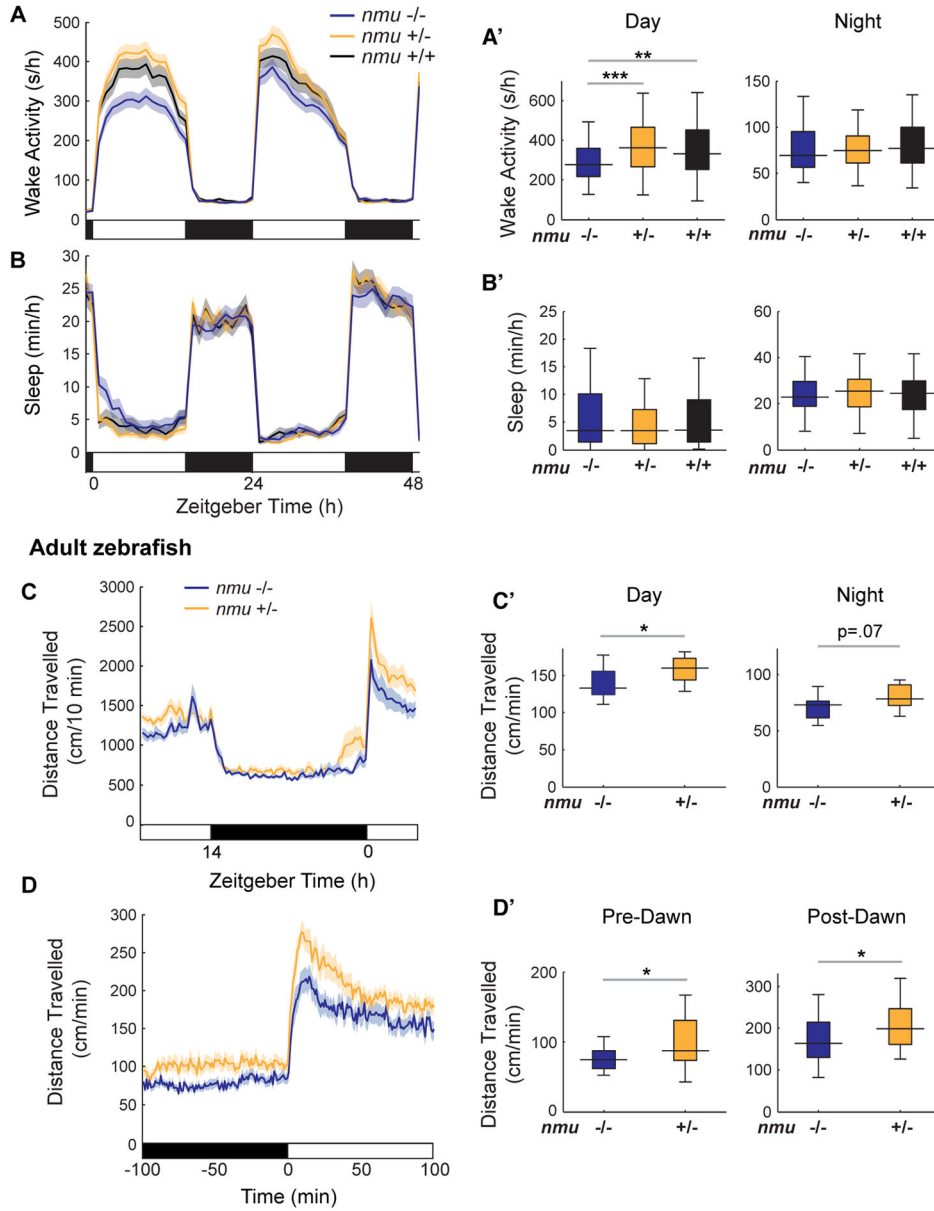 A
nmu -/-
nmu +/-
nmu +/+
500
400
300
200
100
0
Wake Activity (s/h)
A'
Day
Night
**
***
600
400
200
0
Wake Activity (s/h)
nmu -/- +/- +/+
150
100
50
0
-/- +/- +/+
B
30
25
20
15
10
5
0
Sleep (min/h)
0 24 48
Zeitgeber Time (h)
B'
20
15
10
5
0
Sleep (min/h)
nmu -/- +/- +/+
60
40
20
0
-/- +/- +/+
Adult zebrafish
C
nmu -/-
nmu +/-
3000
2500
2000
1500
1000
500
0
Distance Travelled
(cm/10 min)
14 0
Zeitgeber Time (h)
C'
Day
Night
*
p=.07
150
100
50
0
Distance Travelled
(cm/min)
nmu -/- +/-
100
50
0
-/- +/-
D
300
250
200
150
100
50
0
Distance Travelled
(cm/min)
-100 -50 0 50 100
Time (min)
D'
Pre-Dawn
Post-Dawn
*
*
200
100
0
Distance Travelled
(cm/min)
nmu -/- +/-
300
200
100
0
-/- +/-